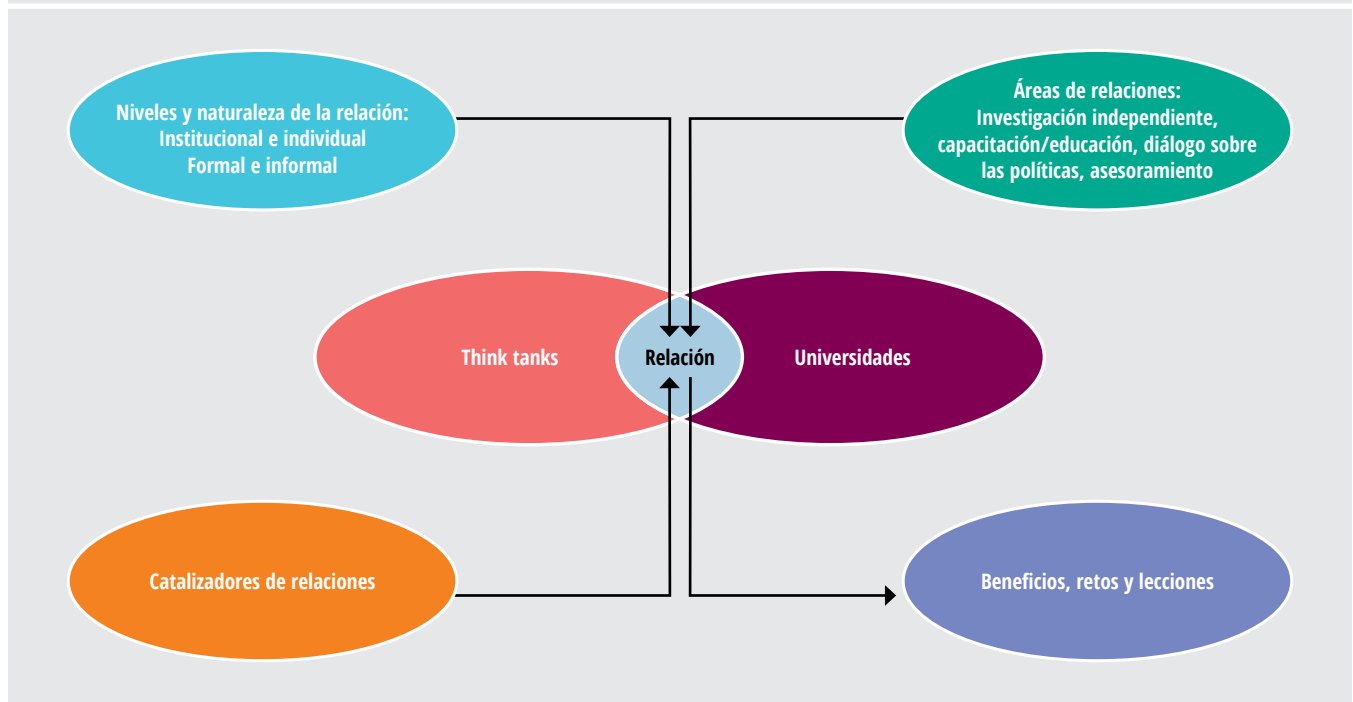 Niveles y naturaleza de la relación:
Institucional e individual
Formal e informal
Áreas de relaciones:
Investigación independiente,
capacitación/educación, diálogo sobre
las políticas, asesoramiento
Think tanks
Relación
Universidades
Catalizadores de relaciones
Beneficios, retos y lecciones